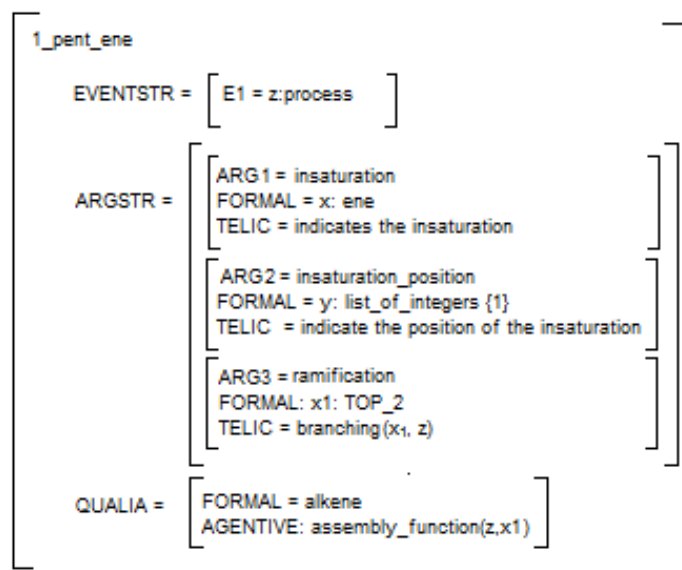 1_pent_ene
EVENTSTR = E1 = z:process
ARG1 = insaturation
ARGSTR = FORMAL = x: ene
TELIC = indicates the insaturation
ARG2 = insaturation_position
FORMAL = y: list_of_integers {1}
TELIC = indicate the position of the insaturation
ARG3 = ramification
FORMAL: x1: TOP_2
TELIC = branching(x₁, z)
QUALIA = FORMAL = alkene
AGENTIVE: assembly_function(z,x1)